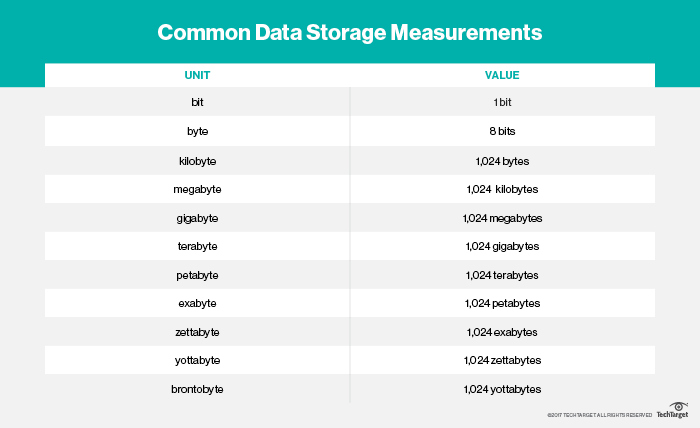 Common Data Storage Measurements
UNIT VALUE
bit 1 bit
byte 8 bits
kilobyte 1,024 bytes
megabyte 1,024 kilobytes
gigabyte 1,024 megabytes
terabyte 1,024 gigabytes
petabyte 1,024 terabytes
exabyte 1,024 petabytes
zettabyte 1,024 exabytes
yottabyte 1,024 zettabytes
brontobyte 1,024 yottabytes
©2017 TECHTARGET. ALL RIGHTS RESERVED TechTarget